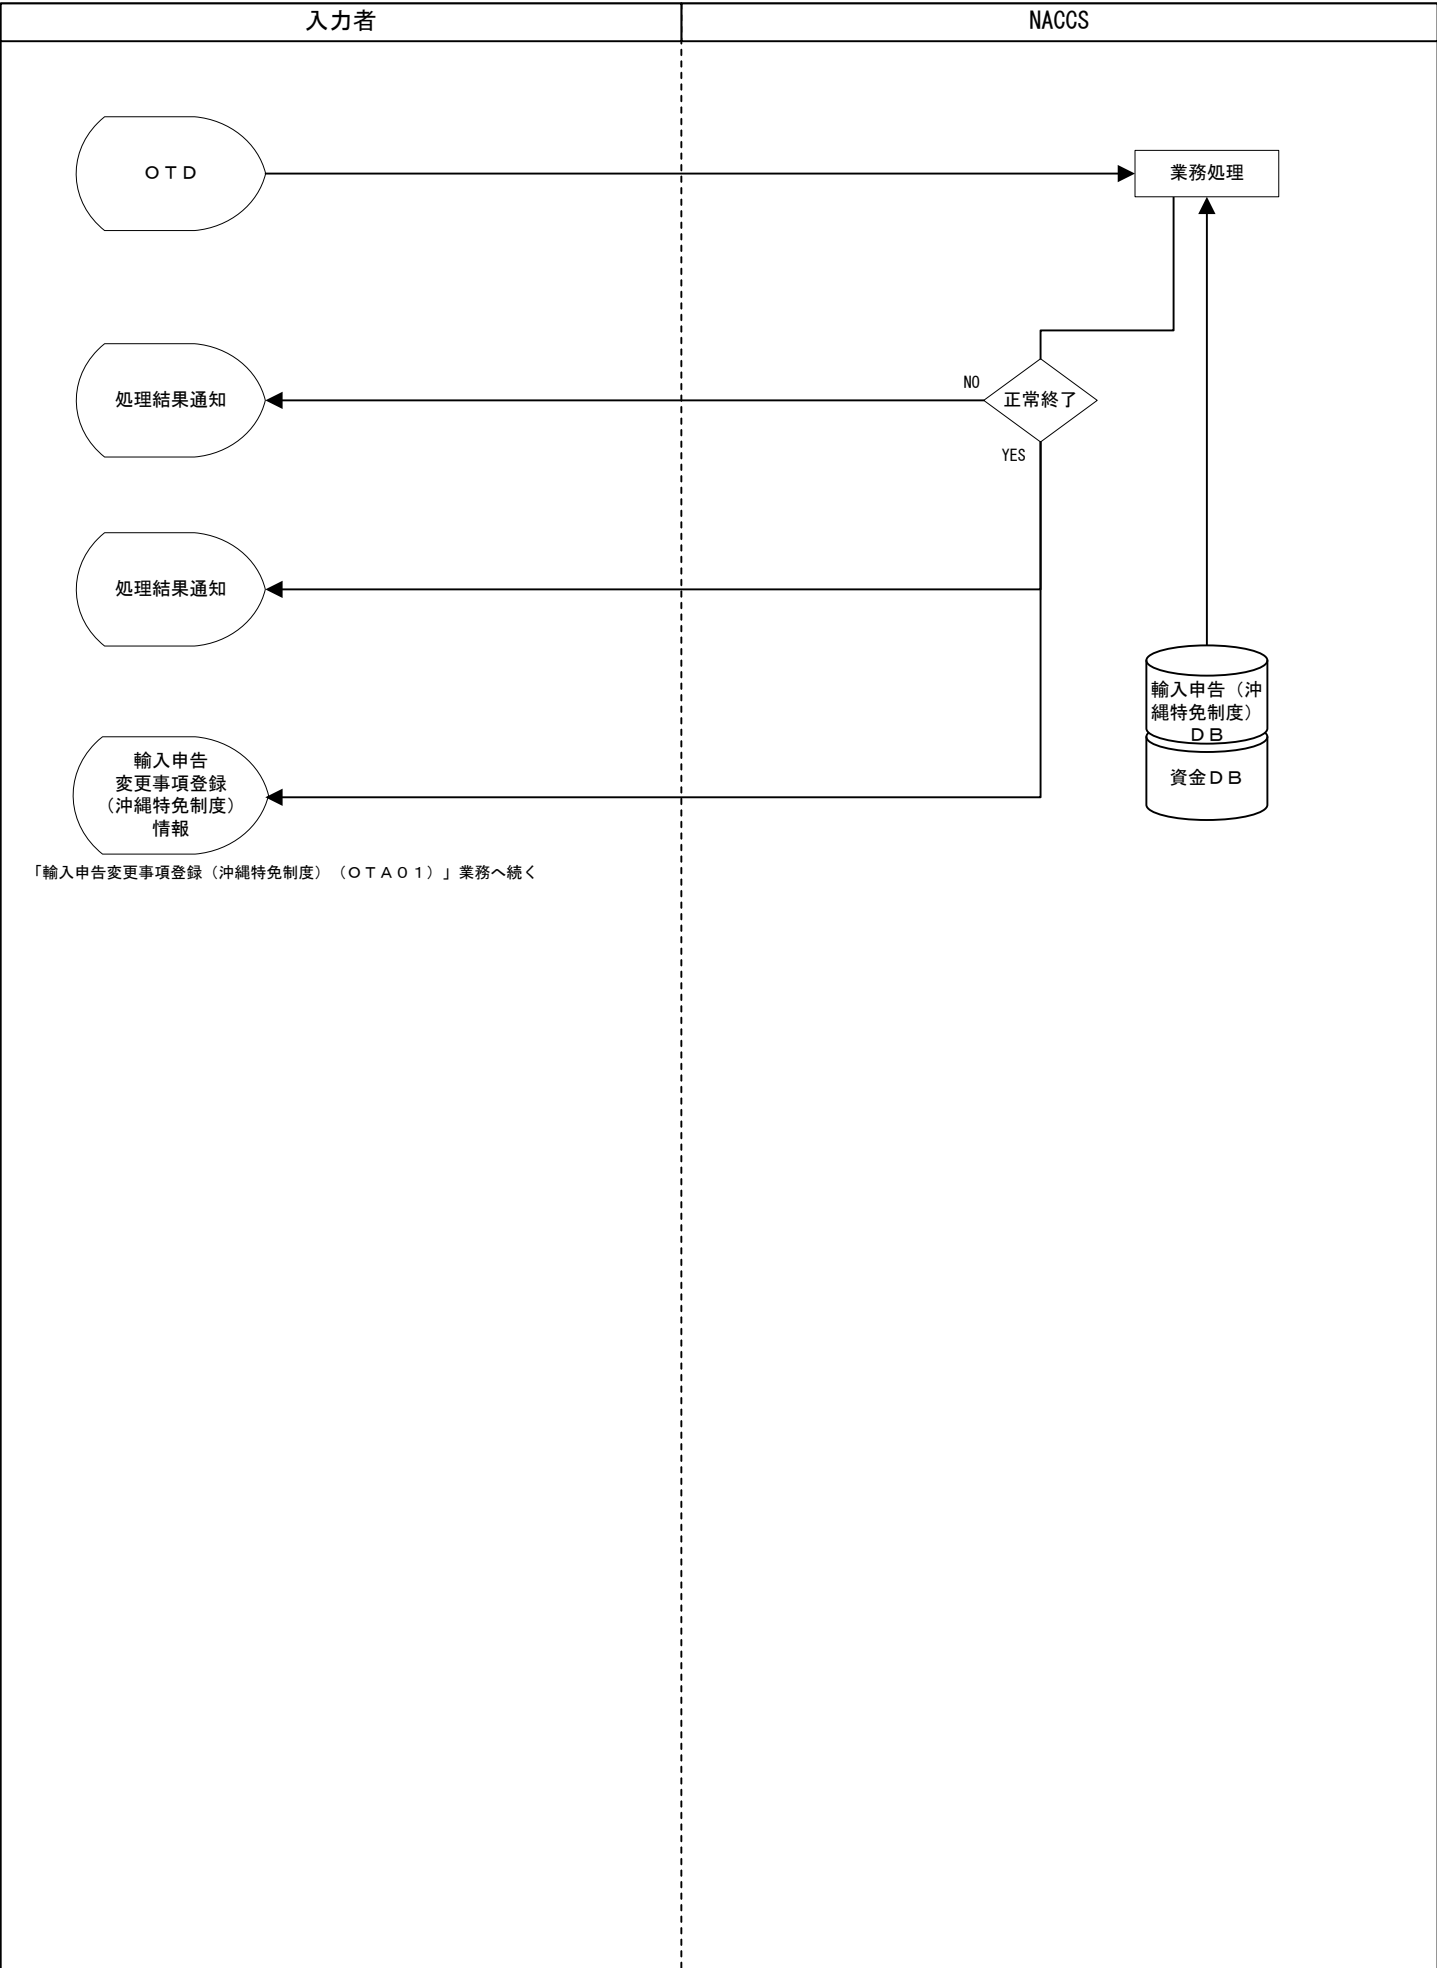 入力者
NACCS
ＯＴＤ
業務処理
処理結果通知
NO
正常終了
YES
処理結果通知
輸入申告（沖
縄特免制度）
ＤＢ
資金ＤＢ
輸入申告
変更事項登録
（沖縄特免制度）
情報
「輸入申告変更事項登録（沖縄特免制度）（ＯＴＡ０１）」業務へ続く